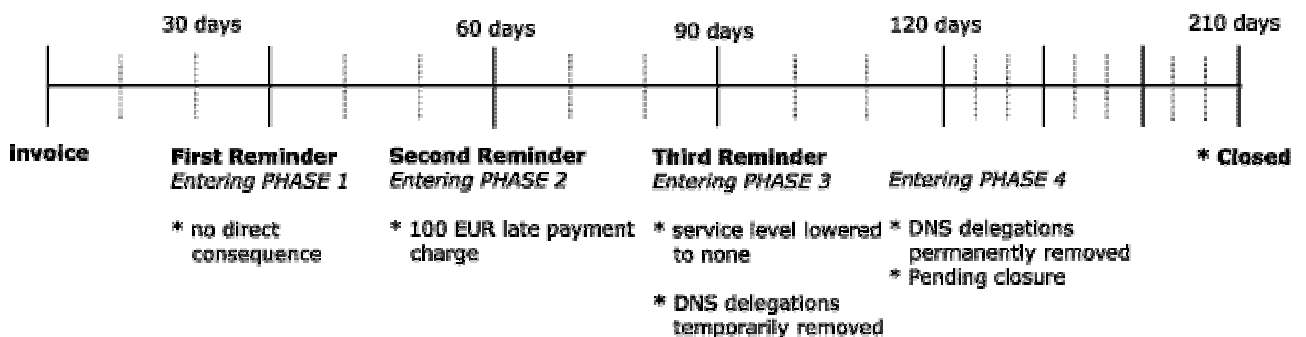 30 days
60 days
90 days
120 days
210 days
Invoice
First Reminder
Entering PHASE 1
* no direct
consequence
Second Reminder
Entering PHASE 2
* 100 EUR late payment
charge
Third Reminder
Entering PHASE 3
* service level lowered
to none
* DNS delegations
temporarily removed
Entering PHASE 4
* DNS delegations
permanently removed
* Pending closure
* Closed